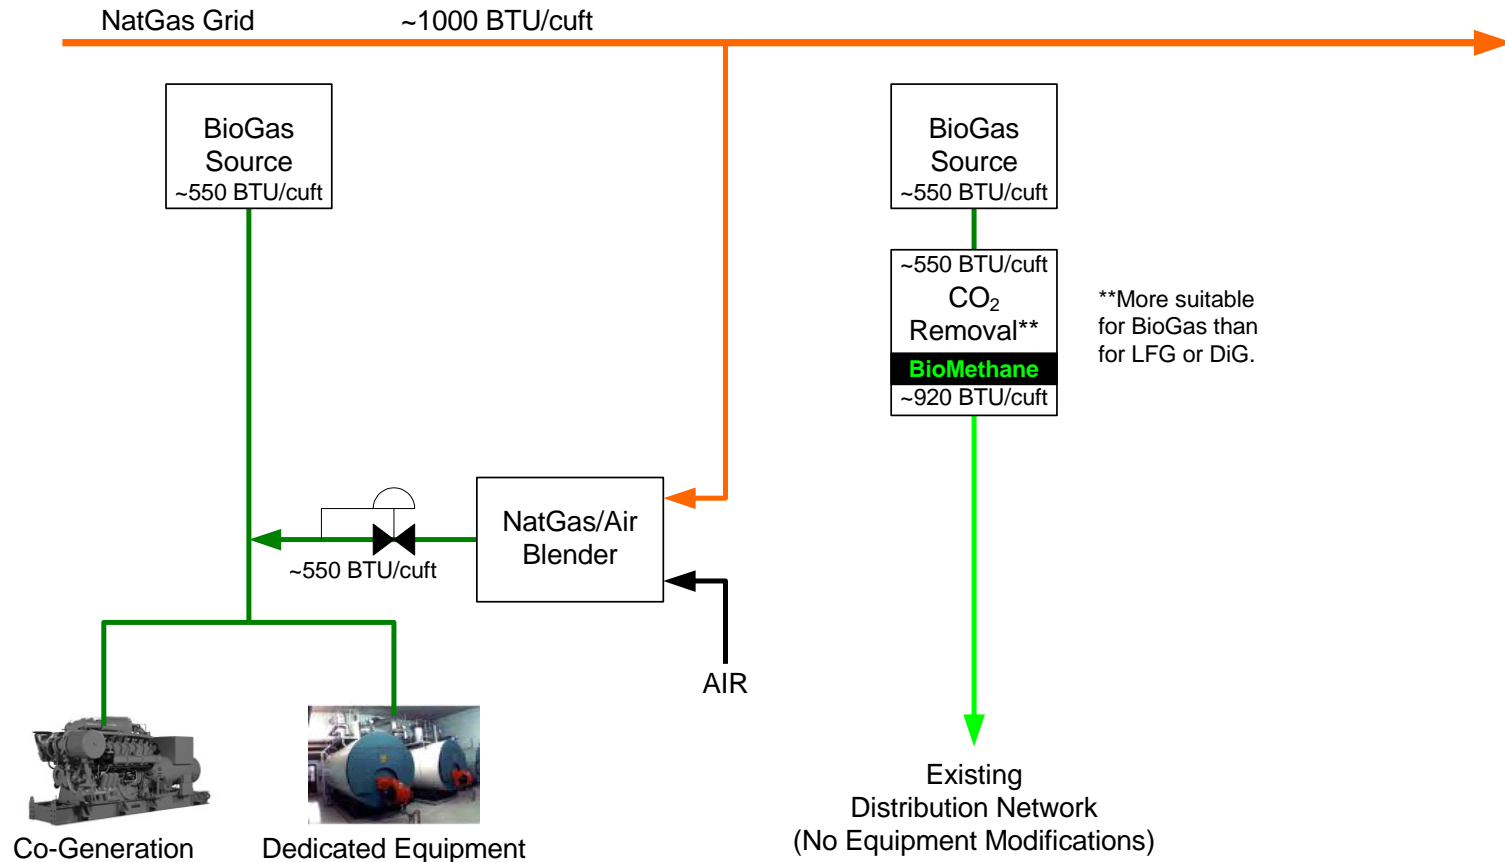 NatGas Grid
~1000 BTU/cuft
BioGas
Source
~550 BTU/cuft
BioGas
Source
~550 BTU/cuft
~550 BTU/cuft
CO₂
Removal**
BioMethane
~920 BTU/cuft
**More suitable
for BioGas than
for LFG or DiG.
NatGas/Air
Blender
~550 BTU/cuft
AIR
Existing
Distribution Network
(No Equipment Modifications)
Co-Generation
Dedicated Equipment